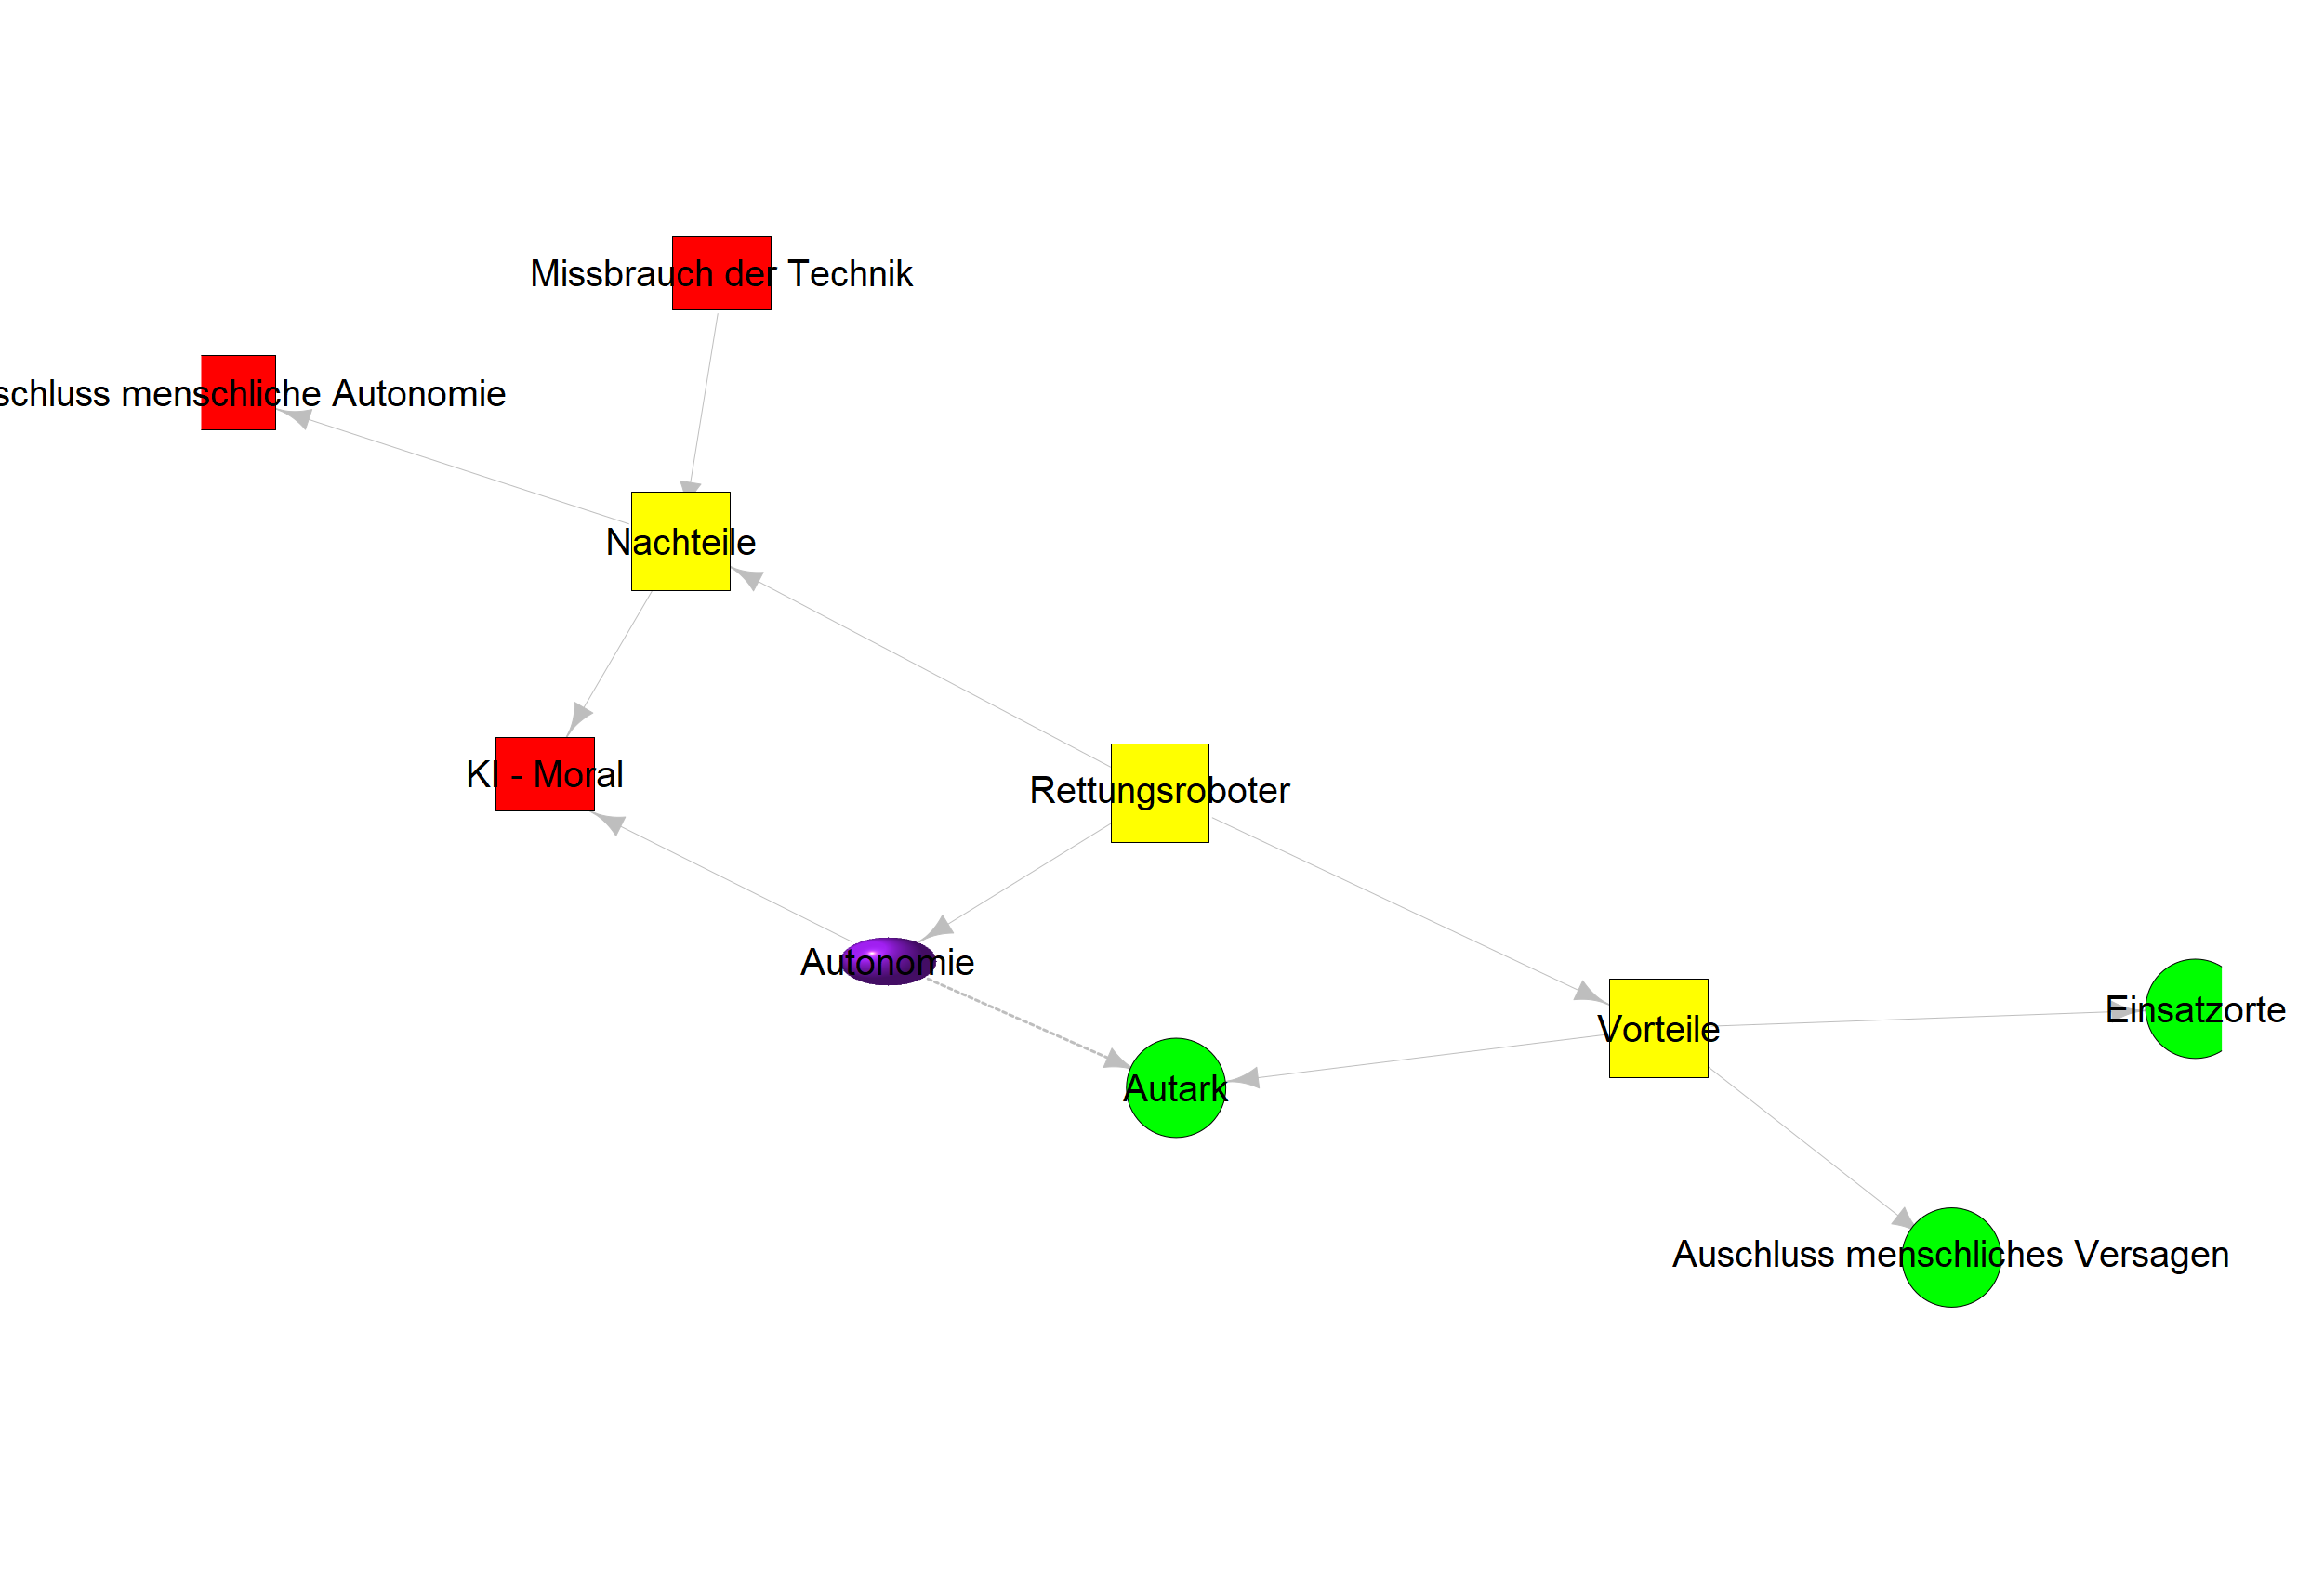 Missbrauch der Technik
schluss menschliche Autonomie
Nachteile
KI - Moral
Rettungsroboter
Autonomie
Einsatzorte
Vorteile
Autark
Auschluss menschliches Versagen